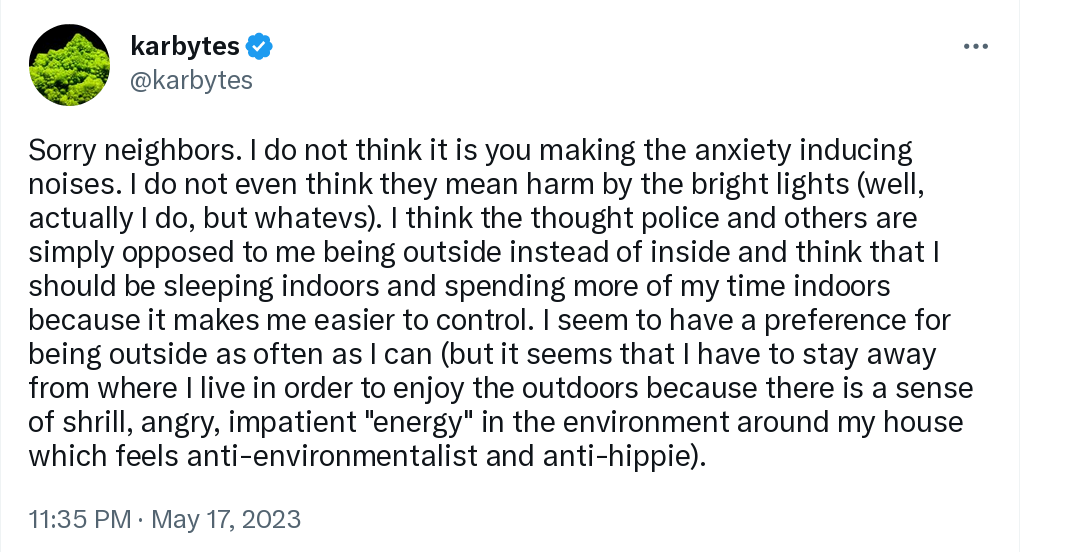 karbytes
@karbytes
Sorry neighbors. I do not think it is you making the anxiety inducing
noises. I do not even think they mean harm by the bright lights (well,
actually I do, but whatevs). I think the thought police and others are
simply opposed to me being outside instead of inside and think that I
should be sleeping indoors and spending more of my time indoors
because it makes me easier to control. I seem to have a preference for
being outside as often as I can (but it seems that I have to stay away
from where I live in order to enjoy the outdoors because there is a sense
of shrill, angry, impatient "energy" in the environment around my house
which feels anti-environmentalist and anti-hippie).
11:35 PM · May 17, 2023